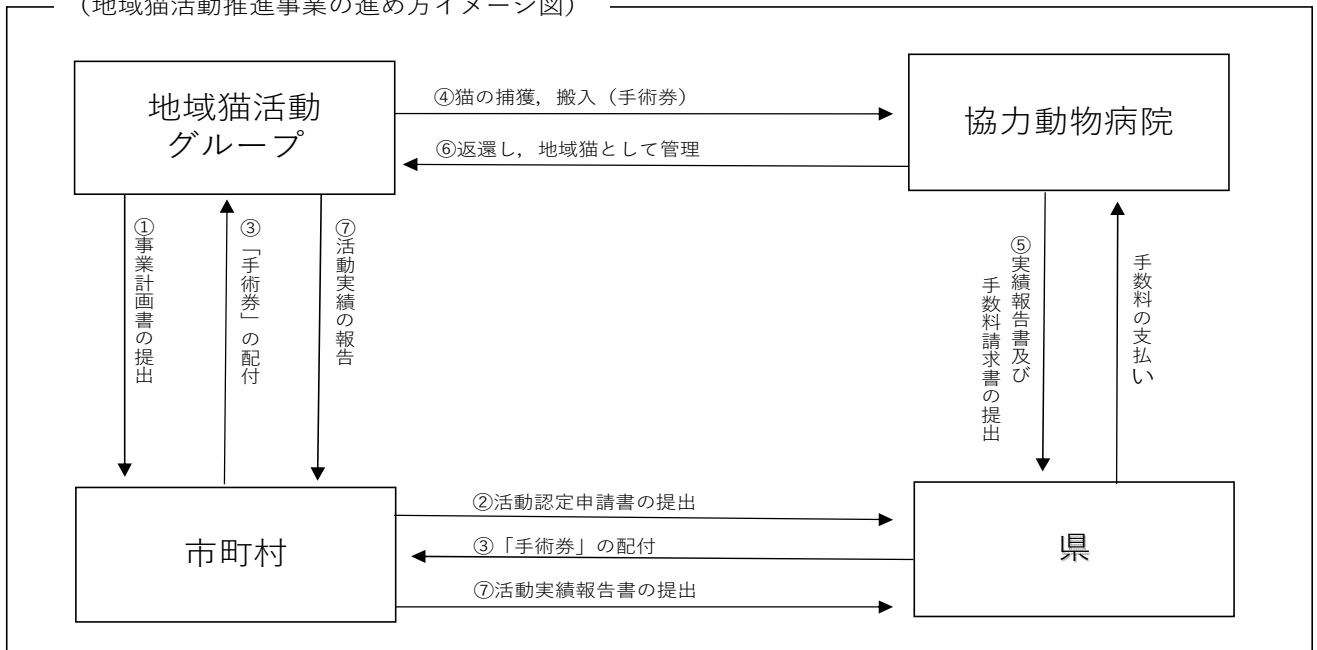 （地域猫活動推進事業の進め方イメージ図）
地域猫活動
グループ
④猫の捕獲，搬入（手術券）
⑥返還し，地域猫として管理
協力動物病院
①事業計画書の提出
③「手術券」の配付
⑦活動実績の報告
⑤実績報告書及び
手数料請求書の提出
手数料の支払い
市町村
②活動認定申請書の提出
③「手術券」の配付
⑦活動実績報告書の提出
県